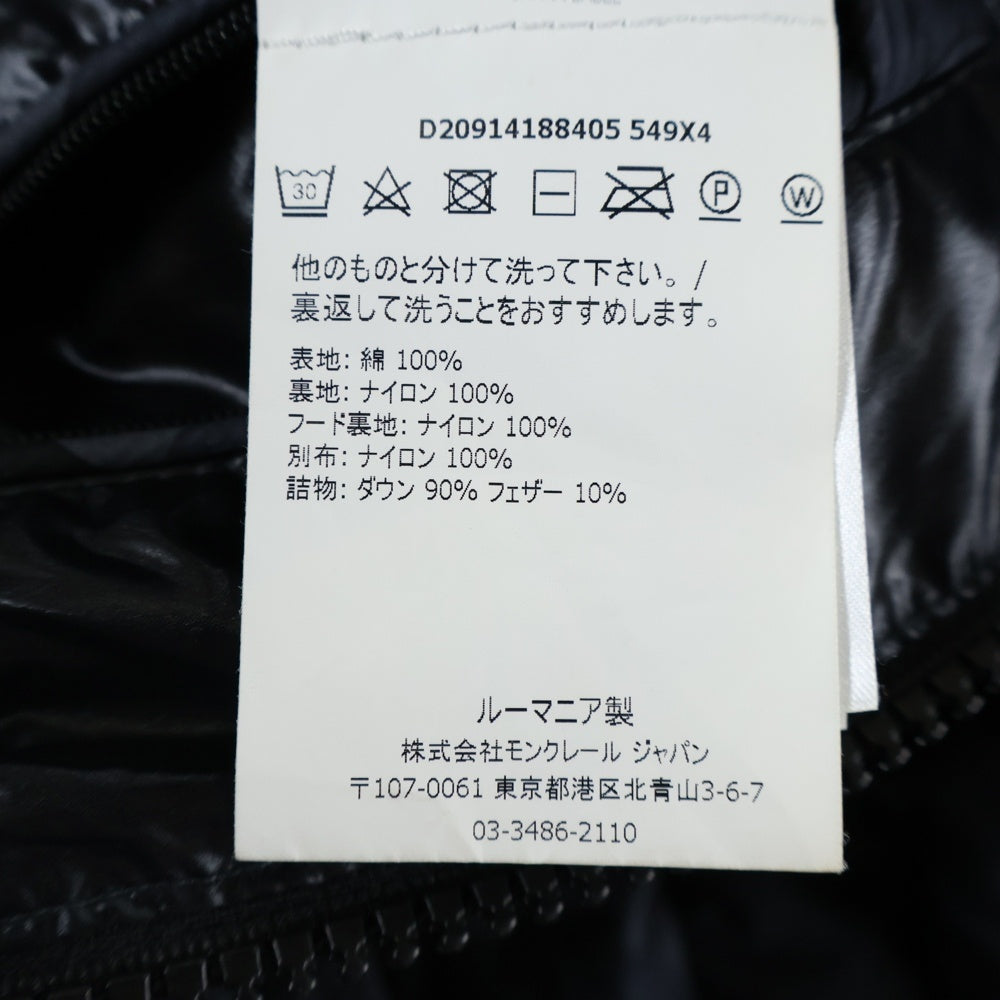 D20914188405 549X4
30 P W
他のものと分けて洗って下さい。/
裏返して洗うことをおすすめします。
表地: 綿 100%
裏地: ナイロン 100%
フード裏地: ナイロン 100%
別布: ナイロン 100%
詰物: ダウン 90% フェザー 10%
ルーマニア製
株式会社モンクレール ジャパン
〒107-0061 東京都港区北青山3-6-7
03-3486-2110